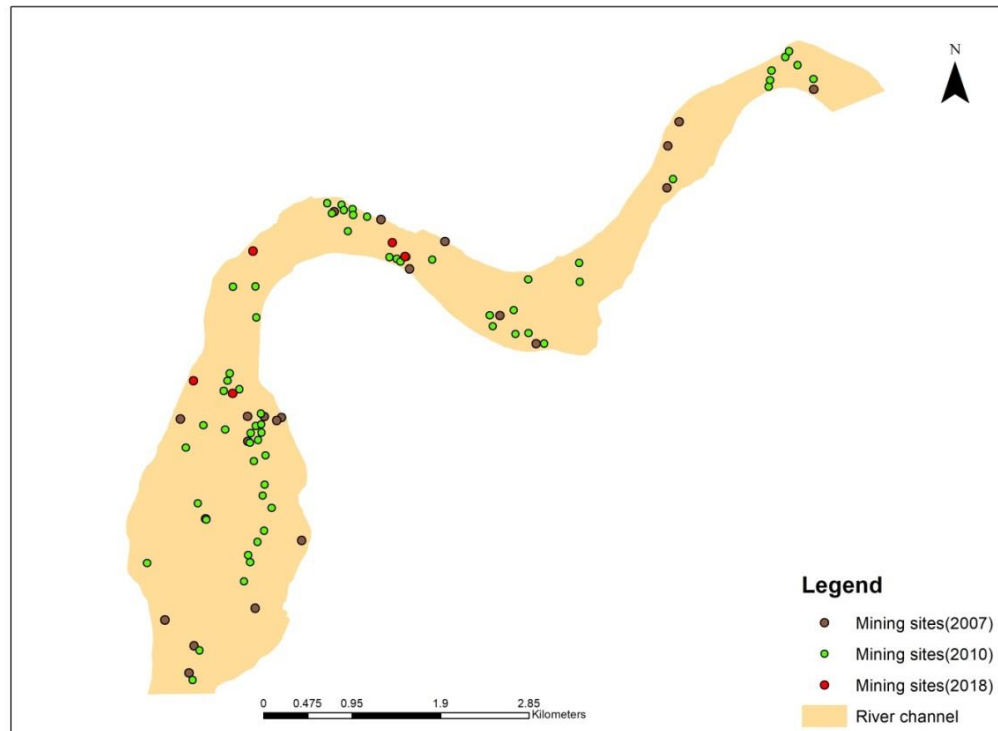 N
Legend
Mining sites(2007)
Mining sites(2010)
Mining sites(2018)
River channel
0 0.475 0.95 1.9 2.85
Kilometers